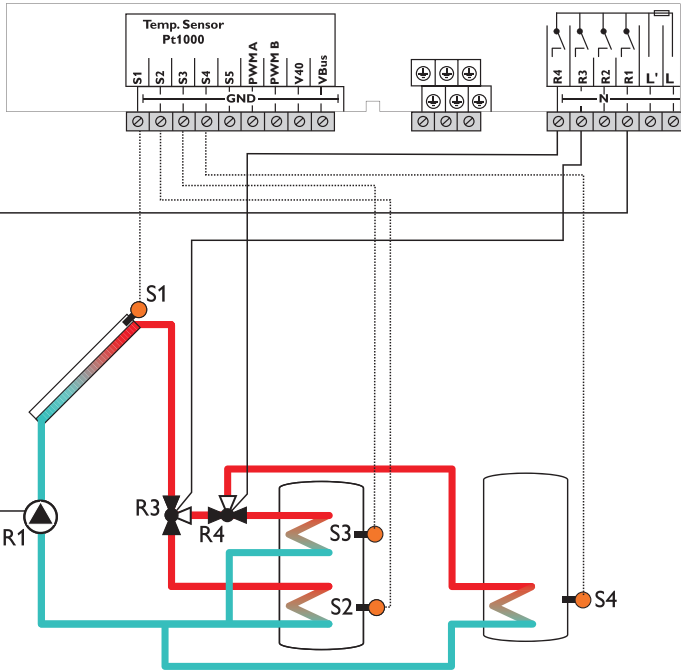 Temp. Sensor
Pt1000
S1 S2 S3 S4 S5 PWMA PWM B V40 VBus
GND
R4 R3 R2 R1 L' L
N
S1
R3
R4
R1
S3
S2
S4